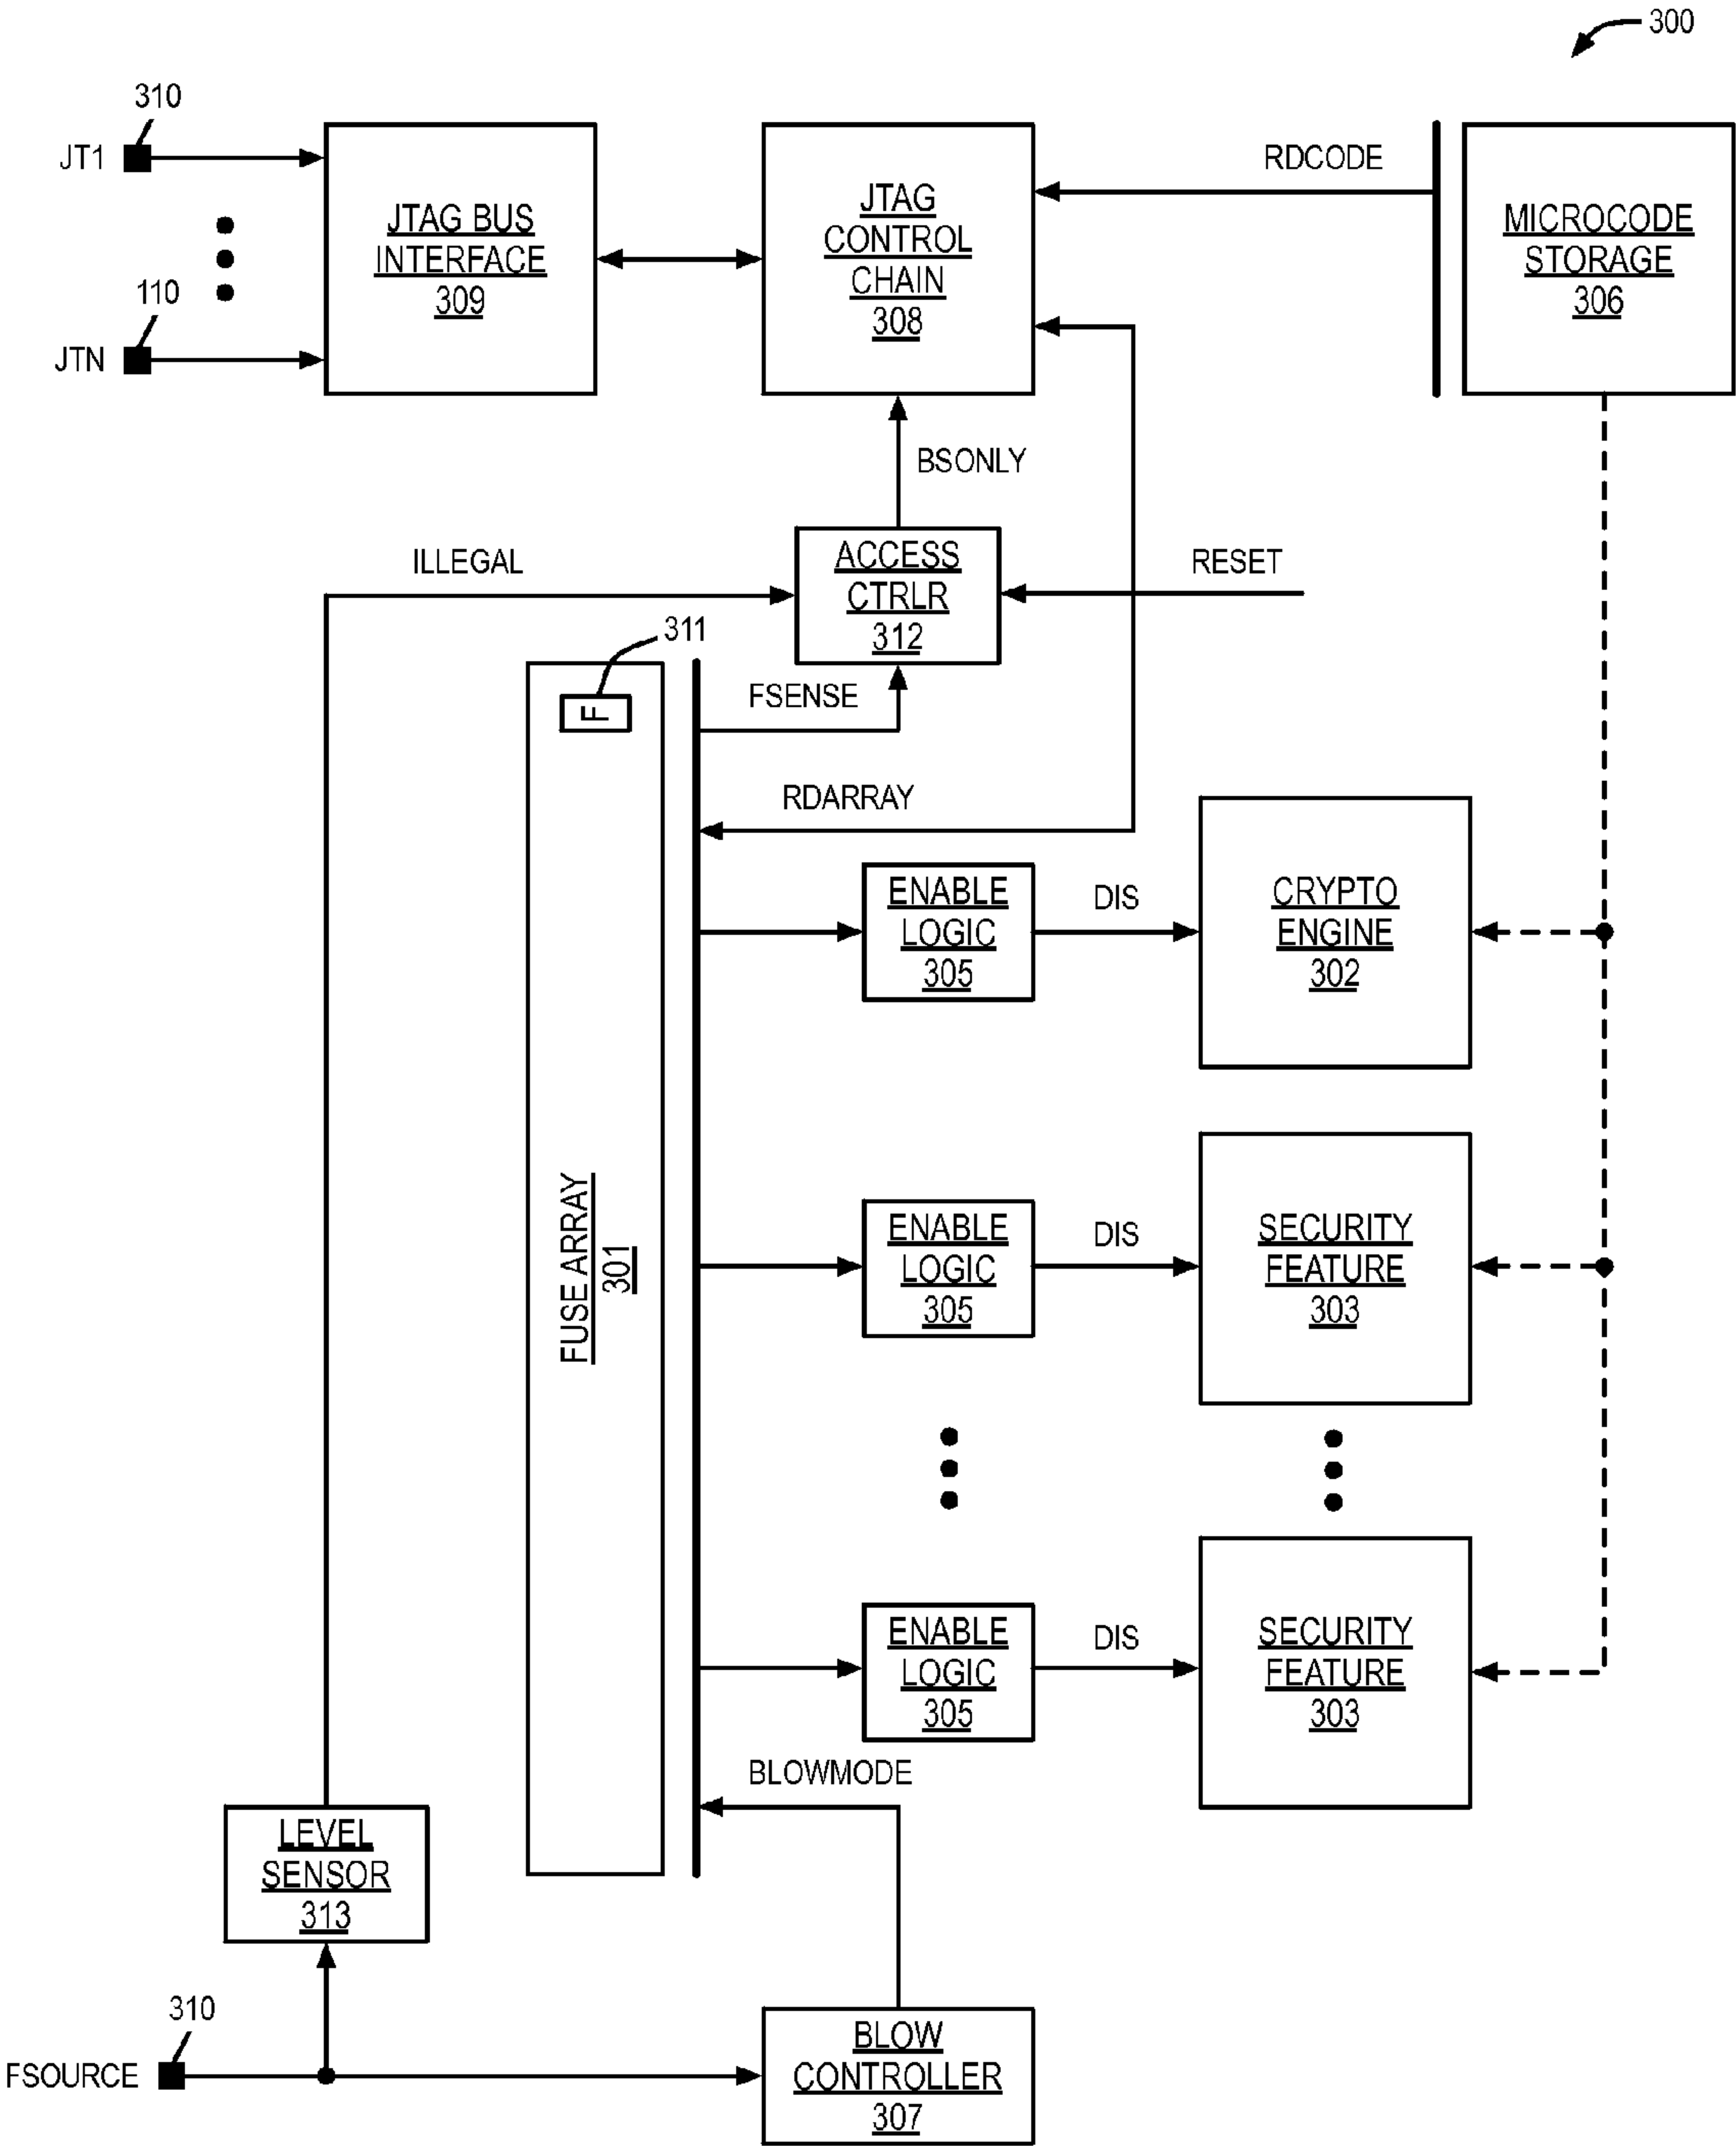 300
310
JT1
JTAG BUS
INTERFACE
309
110
JTN
JTAG
CONTROL
CHAIN
308
RDCODE
MICROCODE
STORAGE
306
BSONLY
ILLEGAL
ACCESS
CTRLR
312
RESET
311
F
FSENSE
RDARRAY
ENABLE
LOGIC
305
DIS
CRYPTO
ENGINE
302
FUSE ARRAY
301
ENABLE
LOGIC
305
DIS
SECURITY
FEATURE
303
ENABLE
LOGIC
305
DIS
SECURITY
FEATURE
303
BLOWMODE
LEVEL
SENSOR
313
310
FSOURCE
BLOW
CONTROLLER
307